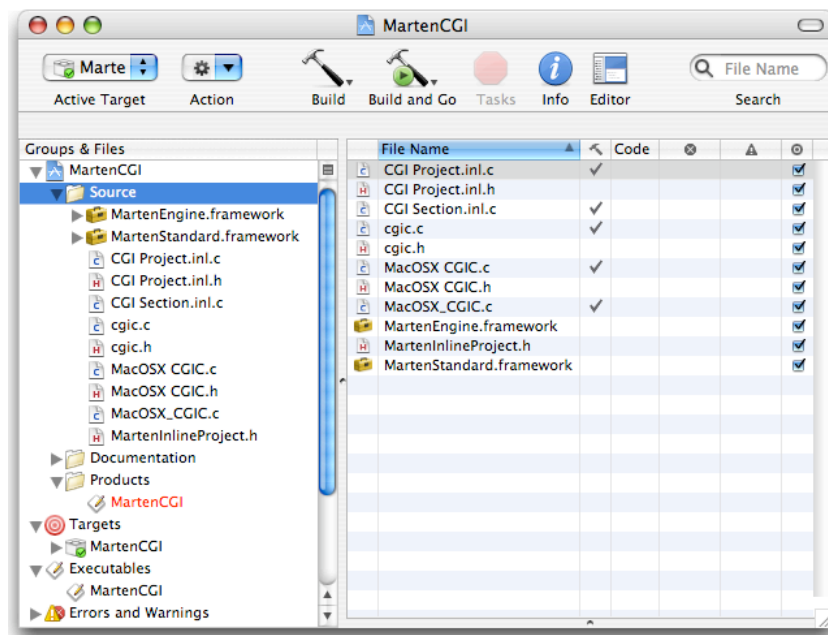 MartenCGI
Marte
File Name
Active Target
Action
Build
Build and Go
Tasks
Info
Editor
Search
Groups & Files
MartenCGI
Source
MartenEngine.framework
MartenStandard.framework
CGI Project.inl.c
CGI Project.inl.h
CGI Section.inl.c
cgic.c
cgic.h
MacOSX CGIC.c
MacOSX CGIC.h
MacOSX_CGIC.c
MartenInlineProject.h
Documentation
Products
MartenCGI
Targets
MartenCGI
Executables
MartenCGI
Errors and Warnings
File Name
Code
CGI Project.inl.c
CGI Project.inl.h
CGI Section.inl.c
cgic.c
cgic.h
MacOSX CGIC.c
MacOSX CGIC.h
MacOSX_CGIC.c
MartenEngine.framework
MartenInlineProject.h
MartenStandard.framework